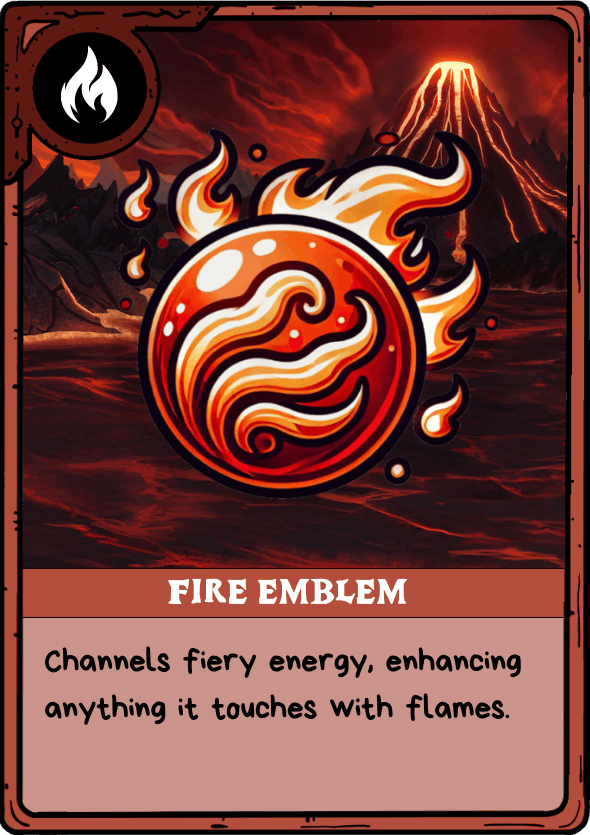 FIRE EMBLEM
Channels fiery energy, enhancing
anything it touches with flames.